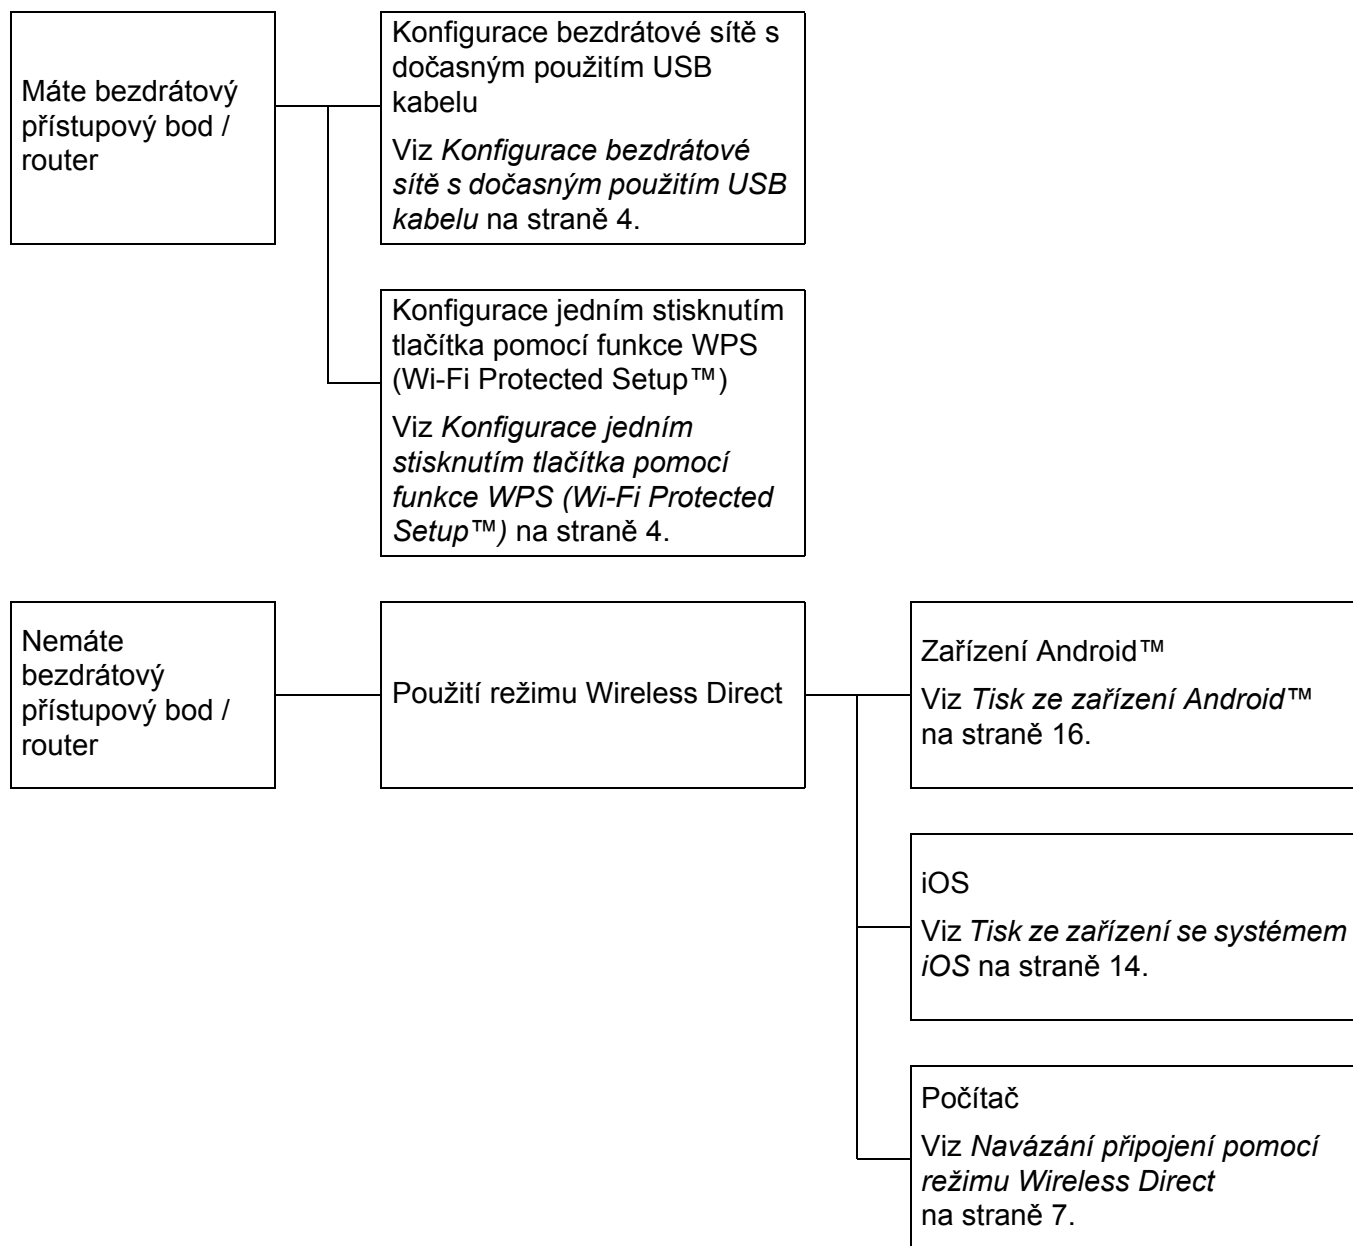 Máte bezdrátový
přístupový bod /
router
Konfigurace bezdrátové sítě s
dočasným použitím USB
kabelu
Viz Konfigurace bezdrátové
sítě s dočasným použitím USB
kabelu na straně 4.
Konfigurace jedním stisknutím
tlačítka pomocí funkce WPS
(Wi-Fi Protected Setup™)
Viz Konfigurace jedním
stisknutím tlačítka pomocí
funkce WPS (Wi-Fi Protected
Setup™) na straně 4.
Nemáte
bezdrátový
přístupový bod /
router
Použití režimu Wireless Direct
Zařízení Android™
Viz Tisk ze zařízení Android™
na straně 16.
iOS
Viz Tisk ze zařízení se systémem
iOS na straně 14.
Počítač
Viz Navázání připojení pomocí
režimu Wireless Direct
na straně 7.